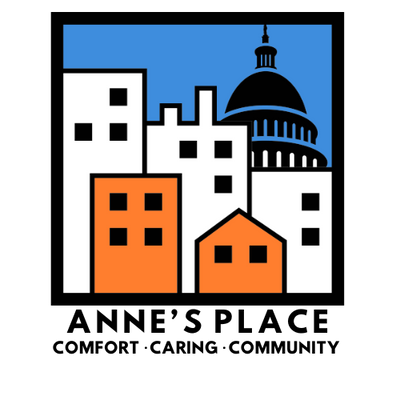 ANNE'S PLACE
COMFORT · CARING · COMMUNITY